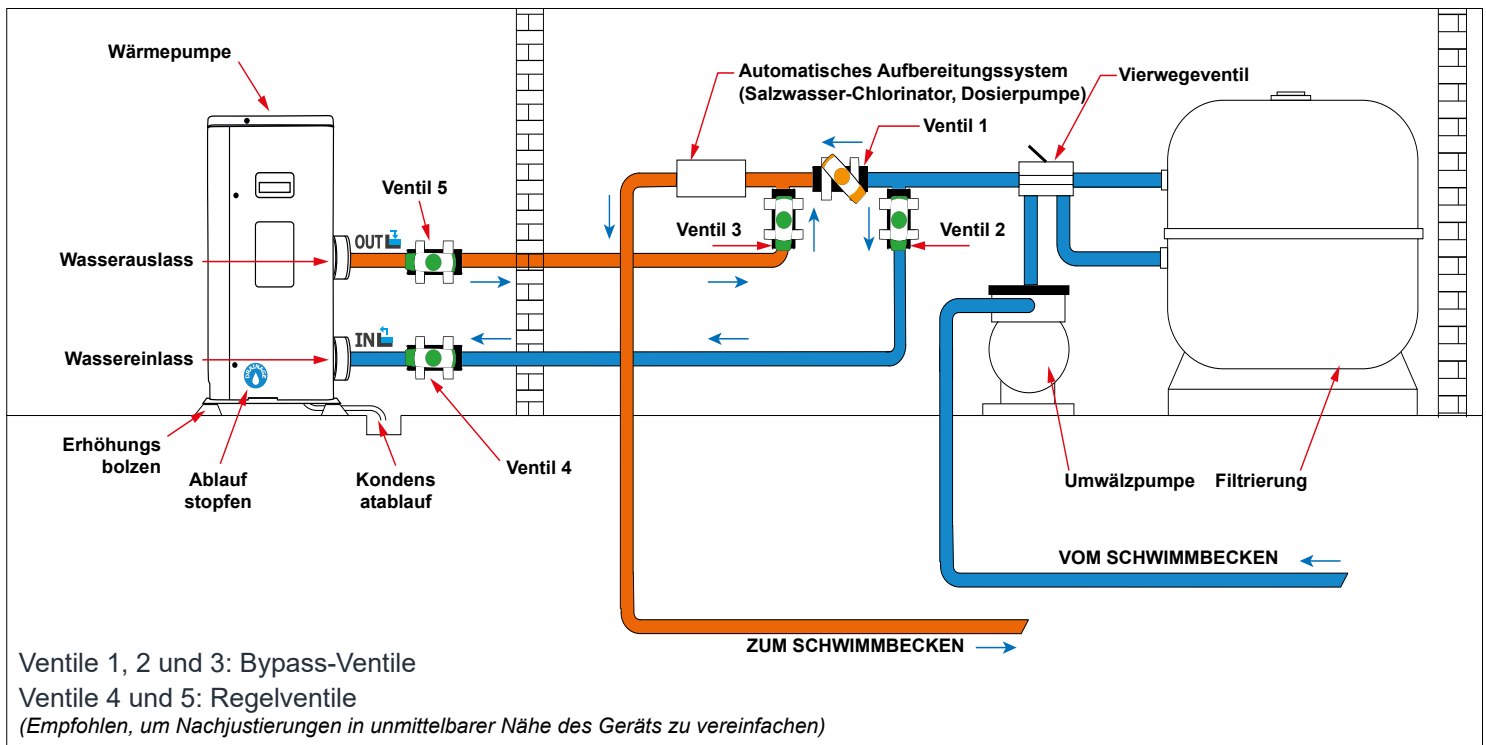 Wärmepumpe
Automatisches Aufbereitungssystem
(Salzwasser-Chlorinator, Dosierpumpe)
Vierwegeventil
Ventil 1
Ventil 5
Ventil 3
Ventil 2
OUT
Wasserauslass
IN
Wassereinlass
DRAINAGE
Erhöhungs
bolzen
Ablauf
stopfen
Kondens
atablauf
Ventil 4
Umwälzpumpe
Filtrierung
VOM SCHWIMMBECKEN
ZUM SCHWIMMBECKEN
Ventile 1, 2 und 3: Bypass-Ventile
Ventile 4 und 5: Regelventile
(Empfohlen, um Nachjustierungen in unmittelbarer Nähe des Geräts zu vereinfachen)